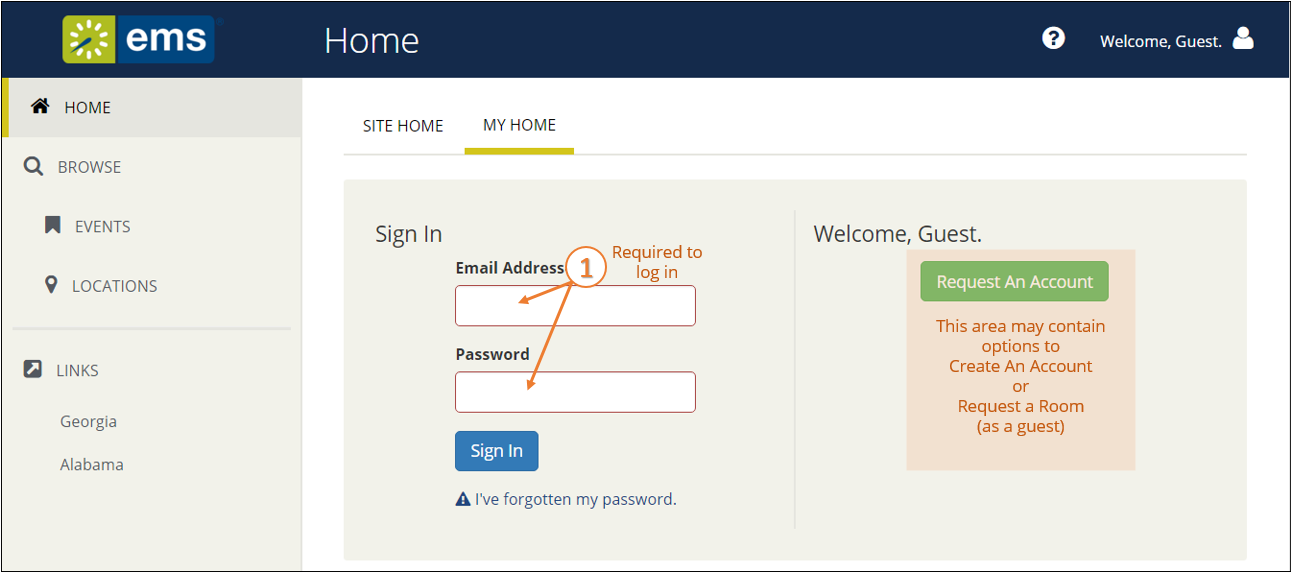 ems
Home
Welcome, Guest.
HOME
BROWSE
EVENTS
LOCATIONS
LINKS
Georgia
Alabama
SITE HOME
MY HOME
Sign In
Email Address
1
Required to
log in
Password
Sign In
I've forgotten my password.
Welcome, Guest.
Request An Account
This area may contain
options to
Create An Account
or
Request a Room
(as a guest)